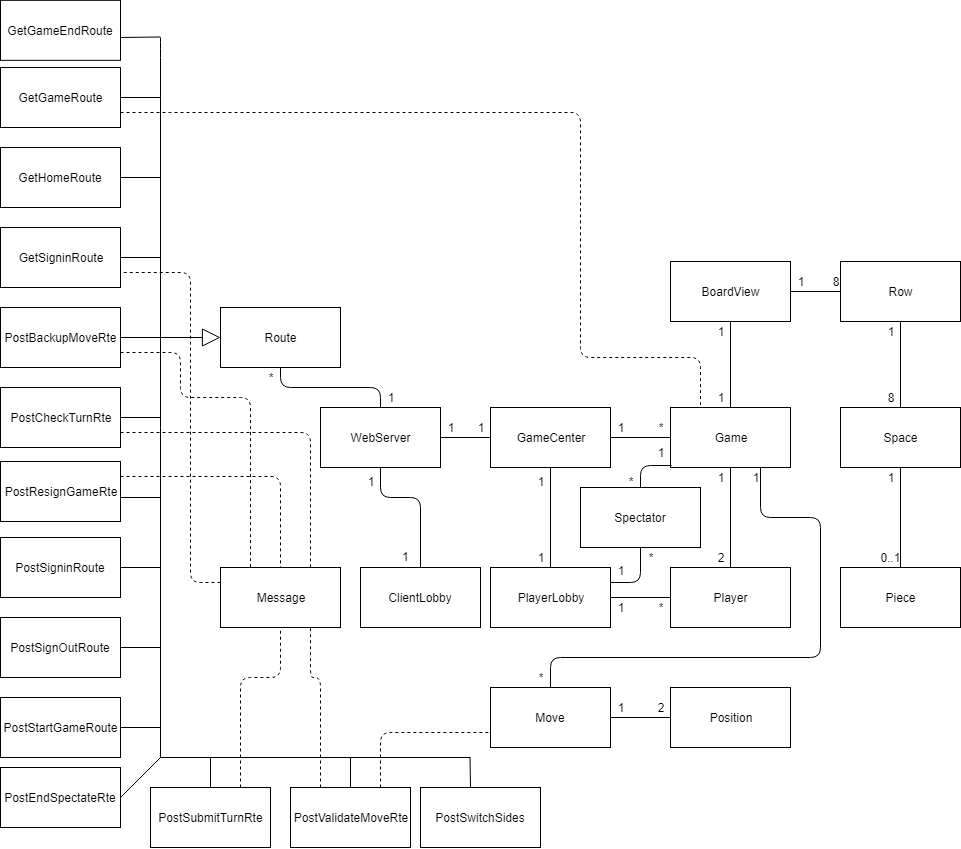 GetGameEndRoute
GetGameRoute
GetHomeRoute
GetSigninRoute
BoardView
1
8
Row
PostBackupMoveRte
Route
1
1
*
1
1
8
PostCheckTurnRte
WebServer
1
1
GameCenter
1
*
Game
Space
1
PostResignGameRte
1
1
*
1
1
1
Spectator
PostSigninRoute
1
1
*
2
0..1
1
Message
ClientLobby
PlayerLobby
1
*
Player
Piece
PostSignOutRoute
*
PostStartGameRoute
Move
1
2
Position
PostEndSpectateRte
PostSubmitTurnRte
PostValidateMoveRte
PostSwitchSides